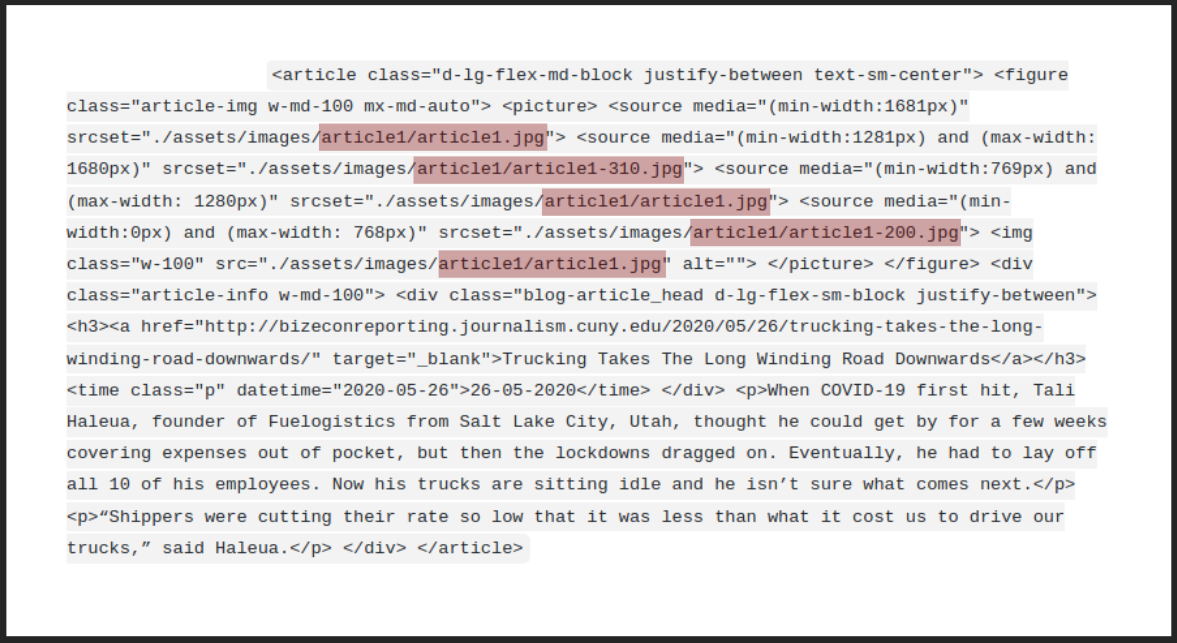 <article class="d-lg-flex-md-block justify-between text-sm-center"> <figure
class="article-img w-md-100 mx-md-auto"> <picture> <source media="(min-width:1681px)"
srcset="./assets/images/article1/article1.jpg"> <source media="(min-width:1281px) and (max-width:
1680px)" srcset="./assets/images/article1/article1-310.jpg"> <source media="(min-width:769px) and
(max-width: 1280px)" srcset="./assets/images/article1/article1.jpg"> <source media="(min-
width:0px) and (max-width: 768px)" srcset="./assets/images/article1/article1-200.jpg"> <img
class="w-100" src="./assets/images/article1/article1.jpg" alt=""> </picture> </figure> <div
class="article-info w-md-100"> <div class="blog-article_head d-lg-flex-sm-block justify-between">
<h3><a href="http://bizeconreporting.journalism.cuny.edu/2020/05/26/trucking-takes-the-long-
winding-road-downwards/" target="_blank">Trucking Takes The Long Winding Road Downwards</a></h3>
<time class="p" datetime="2020-05-26">26-05-2020</time> </div> <p>When COVID-19 first hit, Tali
Haleua, founder of Fuelogistics from Salt Lake City, Utah, thought he could get by for a few weeks
covering expenses out of pocket, but then the lockdowns dragged on. Eventually, he had to lay off
all 10 of his employees. Now his trucks are sitting idle and he isn’t sure what comes next.</p>
<p>“Shippers were cutting their rate so low that it was less than what it cost us to drive our
trucks,” said Haleua.</p> </div> </article>